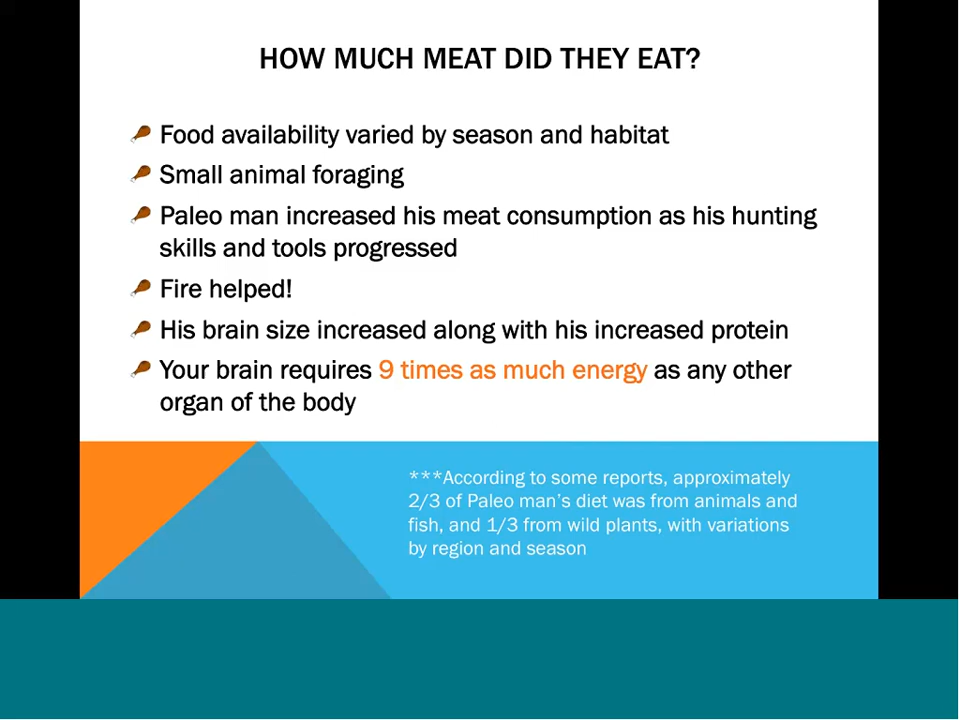 HOW MUCH MEAT DID THEY EAT?
Food availability varied by season and habitat
Small animal foraging
Paleo man increased his meat consumption as his hunting
skills and tools progressed
Fire helped!
His brain size increased along with his increased protein
Your brain requires 9 times as much energy as any other
organ of the body
***According to some reports, approximately
2/3 of Paleo man's diet was from animals and
fish, and 1/3 from wild plants, with variations
by region and season